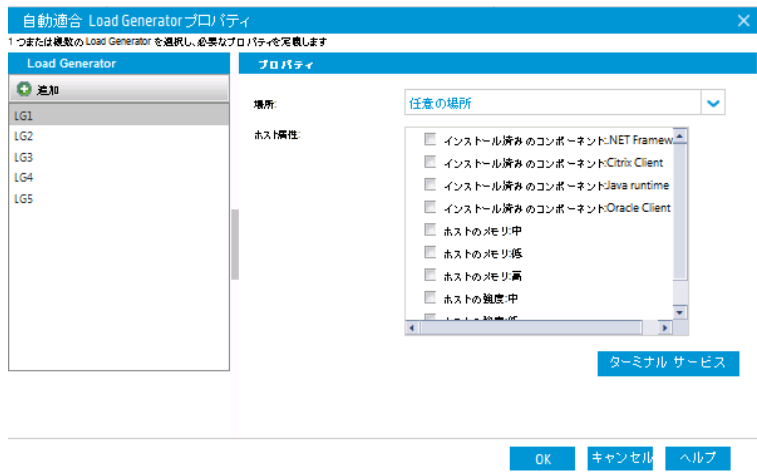 自動適合 Load Generatorプロパティ
1 つまたは複数の Load Generator を選択し、必要なプロパティを定義します
Load Generator
プロパティ
追加
LG1
LG2
LG3
LG4
LG5
場所:
任意の場所
ホスト属性:
インストール済みのコンポーネント:.NET Framew
インストール済みのコンポーネント:Citrix Client
インストール済みのコンポーネント:Java runtime
インストール済みのコンポーネント:Oracle Client
ホストのメモリ:中
ホストのメモリ:低
ホストのメモリ:高
ホストの強度:中
ターミナル サービス
OK
キャンセル
ヘルプ